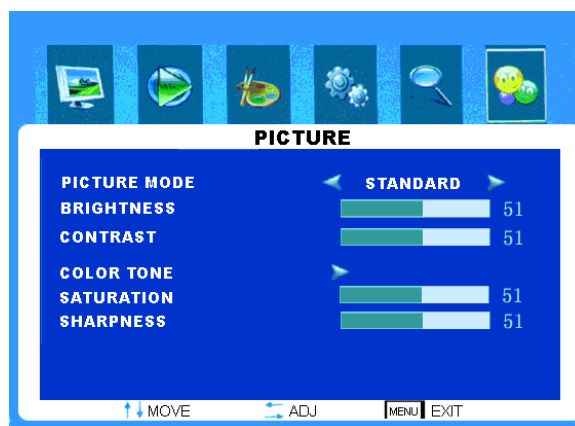 PICTURE
PICTURE MODE STANDARD
BRIGHTNESS 51
CONTRAST 51
COLOR TONE
SATURATION 51
SHARPNESS 51
MOVE ADJ MENU EXIT